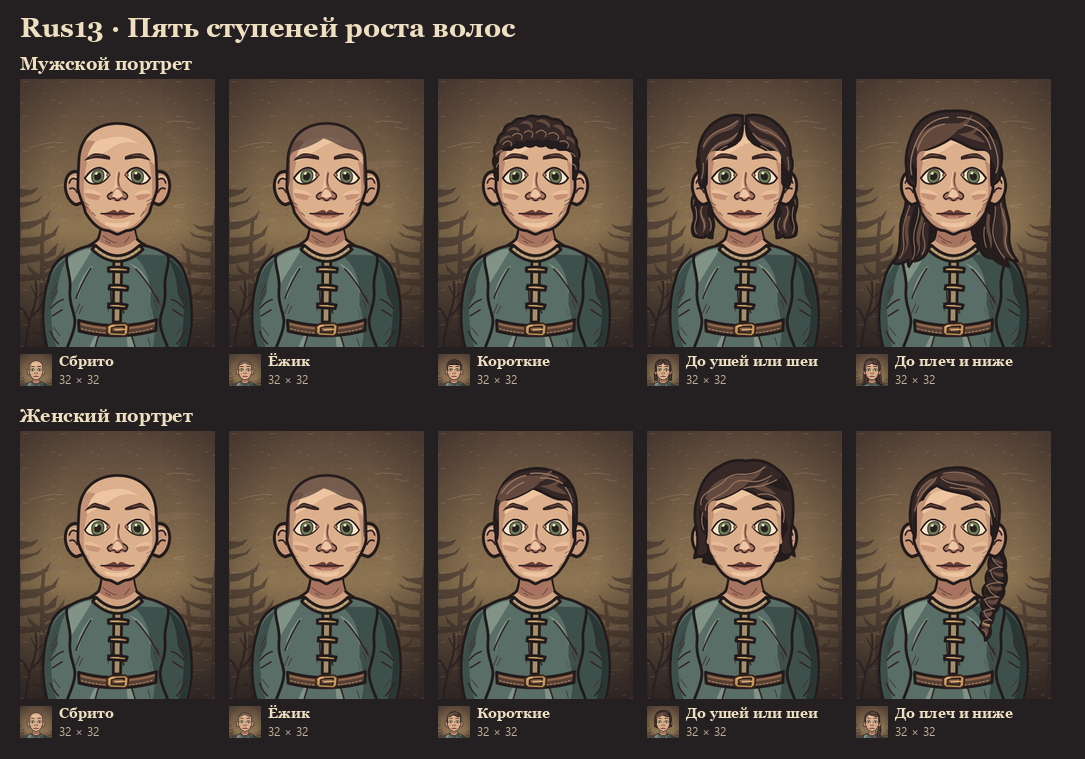 Rus13 · Пять ступеней роста волос
Мужской портрет
Сбрито
32 × 32
Ёжик
32 × 32
Короткие
32 × 32
До ушей или шеи
32 × 32
До плеч и ниже
32 × 32
Женский портрет
Сбрито
32 × 32
Ёжик
32 × 32
Короткие
32 × 32
До ушей или шеи
32 × 32
До плеч и ниже
32 × 32